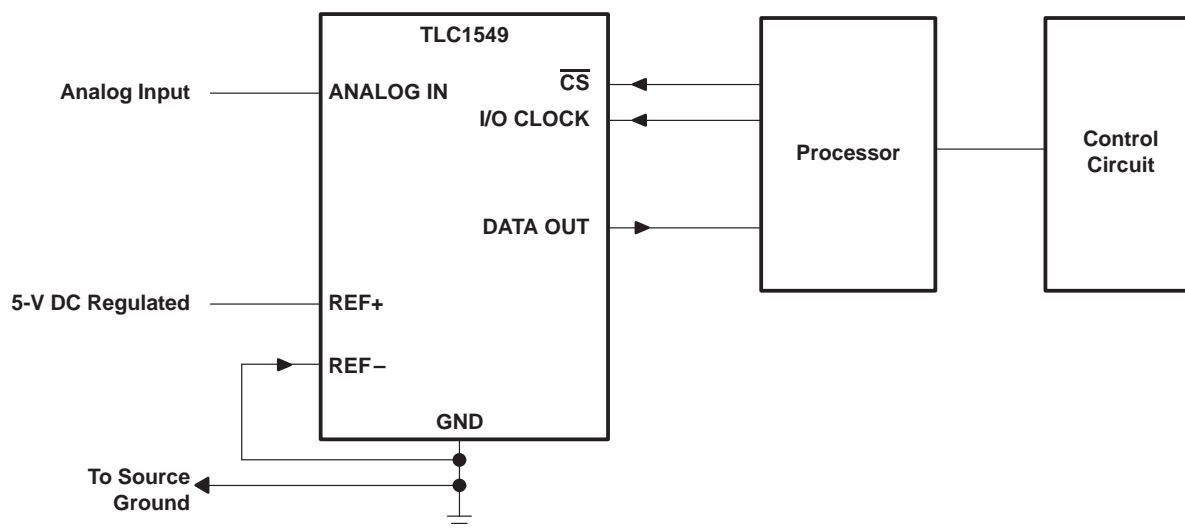 TLC1549
Analog Input
ANALOG IN
CS
I/O CLOCK
DATA OUT
5-V DC Regulated
REF+
REF–
GND
To Source
Ground
Processor
Control
Circuit